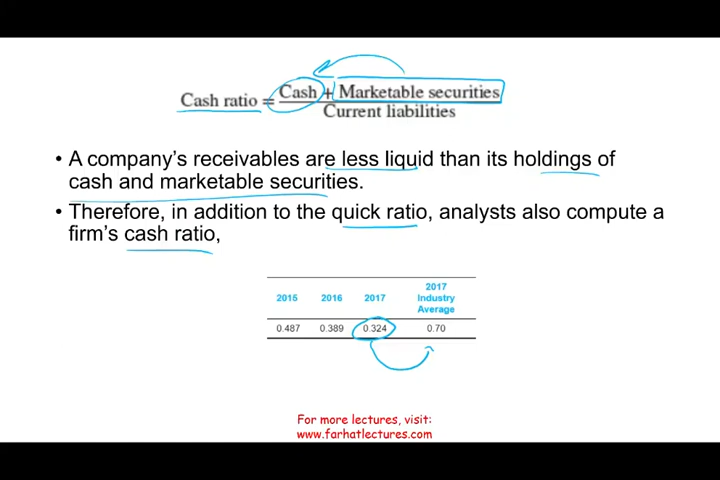 Cash ratio = Cash + Marketable securities
Current liabilities
• A company's receivables are less liquid than its holdings of
cash and marketable securities.
• Therefore, in addition to the quick ratio, analysts also compute a
firm's cash ratio,
2017
2015 2016 2017 Industry
Average
0.487 0.389 0.324 0.70
For more lectures, visit:
www.farhatlectures.com